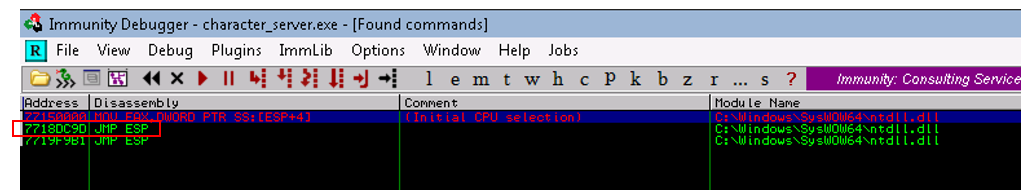 Immunity Debugger - character_server.exe - [Found commands]
R File View Debug Plugins ImmLib Options Window Help Jobs
l e m t w h c P k b z r ... s ? Immunity: Consulting Service
Address Disassembly Comment Module Name
77150000 MOV EAX,DWORD PTR SS:[ESP+4] (Initial CPU selection) C:\Windows\SysWOW64\ntdll.dll
7718DC9D JMP ESP C:\Windows\SysWOW64\ntdll.dll
7719F9B1 JMP ESP C:\Windows\SysWOW64\ntdll.dll